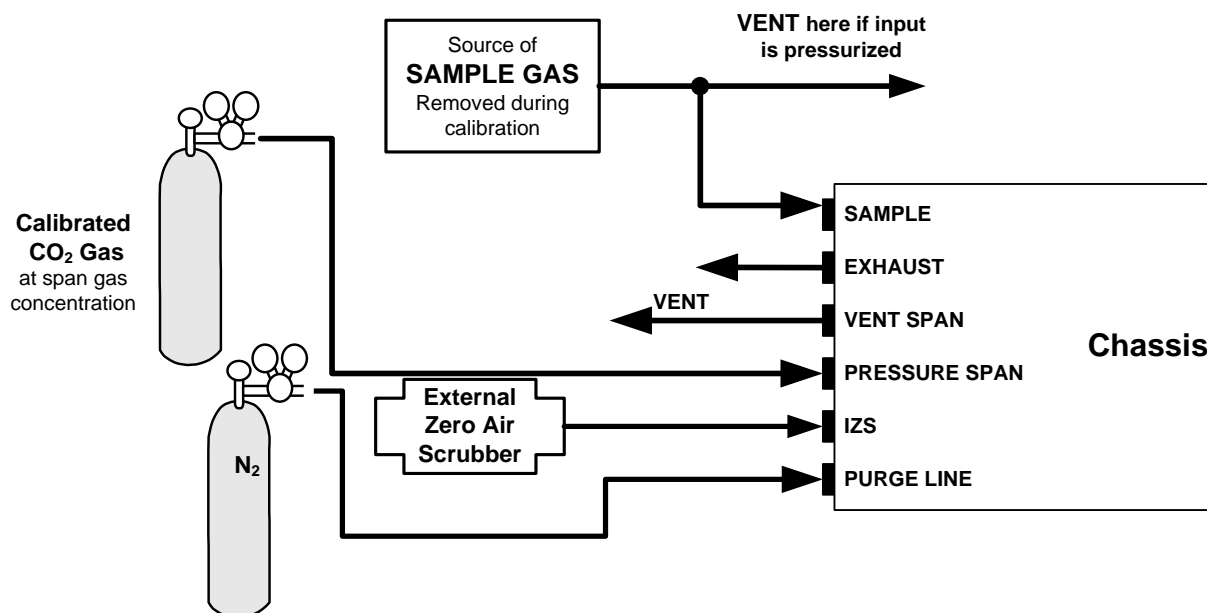 Source of
SAMPLE GAS
Removed during
calibration
VENT here if input
is pressurized
Calibrated
CO₂ Gas
at span gas
concentration
N₂
External
Zero Air
Scrubber
VENT
SAMPLE
EXHAUST
VENT SPAN
PRESSURE SPAN
IZS
PURGE LINE
Chassis